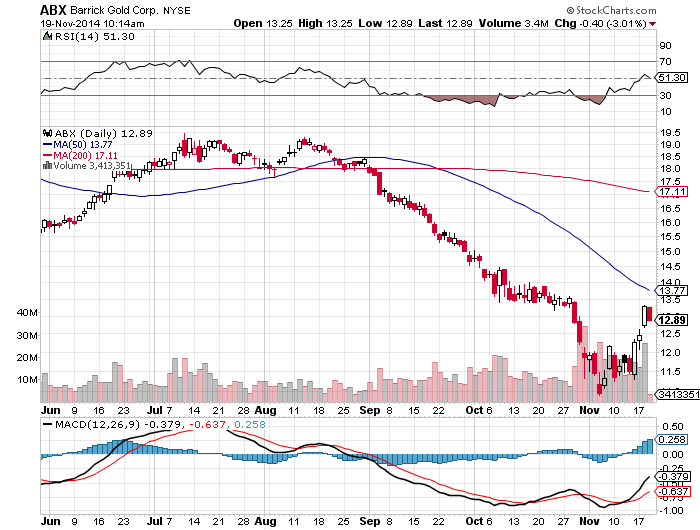 ABX Barrick Gold Corp. NYSE
© StockCharts.com
19-Nov-2014 10:14am
Open 13.25 High 13.25 Low 12.89 Last 12.89 Volume 3.4M Chg -0.40 (-3.01%)
RSI(14) 51.30
90
70
51.30
30
10
ABX (Daily) 12.89
MA(50) 13.77
MA(200) 17.11
Volume 3,413,351
19.5
19.0
18.5
18.0
17.5
17.11
16.5
16.0
15.5
15.0
14.5
14.0
13.77
13.5
12.89
12.5
12.0
11.5
3413351
40M
30M
20M
10M
Jun 9 16 23 Jul 7 14 21 28 Aug 11 18 25 Sep 8 15 22 Oct 6 13 20 27 Nov 10 17
MACD(12,26,9) -0.379, -0.637, 0.258
0.50
0.258
0.00
-0.25
-0.379
-0.637
-0.75
-1.00
Jun 9 16 23 Jul 7 14 21 28 Aug 11 18 25 Sep 8 15 22 Oct 6 13 20 27 Nov 10 17